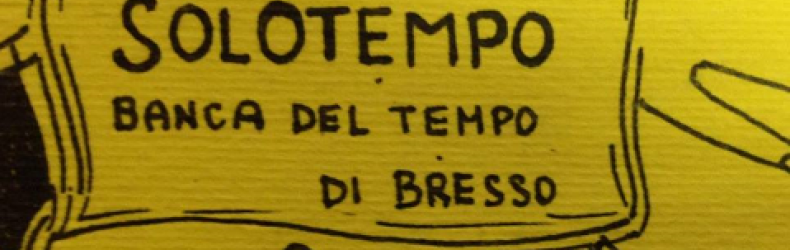 SOLOTEMPO
BANCA DEL TEMPO
DI BRESSO